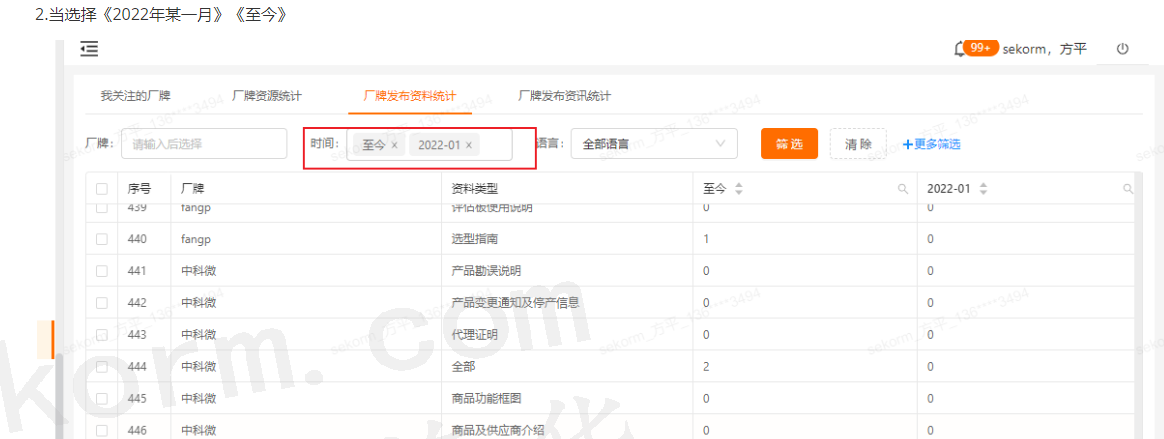 2.当选择《2022年某一月》《至今》
99+ sekorm，方平
我关注的厂牌 厂牌资源统计 厂牌发布资料统计 厂牌发布资讯统计
厂牌: 请输入后选择 时间: 至今 × 2022-01 × 语言: 全部语言 筛选 清除 +更多筛选
序号 厂牌 资料类型 至今 2022-01
439 fangp 评估板使用说明 0 0
440 fangp 选型指南 1 0
441 中科微 产品勘误说明 0 0
442 中科微 产品变更通知及停产信息 0 0
443 中科微 代理证明 0 0
444 中科微 全部 2 0
445 中科微 商品功能框图 0 0
446 中科微 商品及供应商介绍 0 0
sekorm_方平_136****3494
korm.com